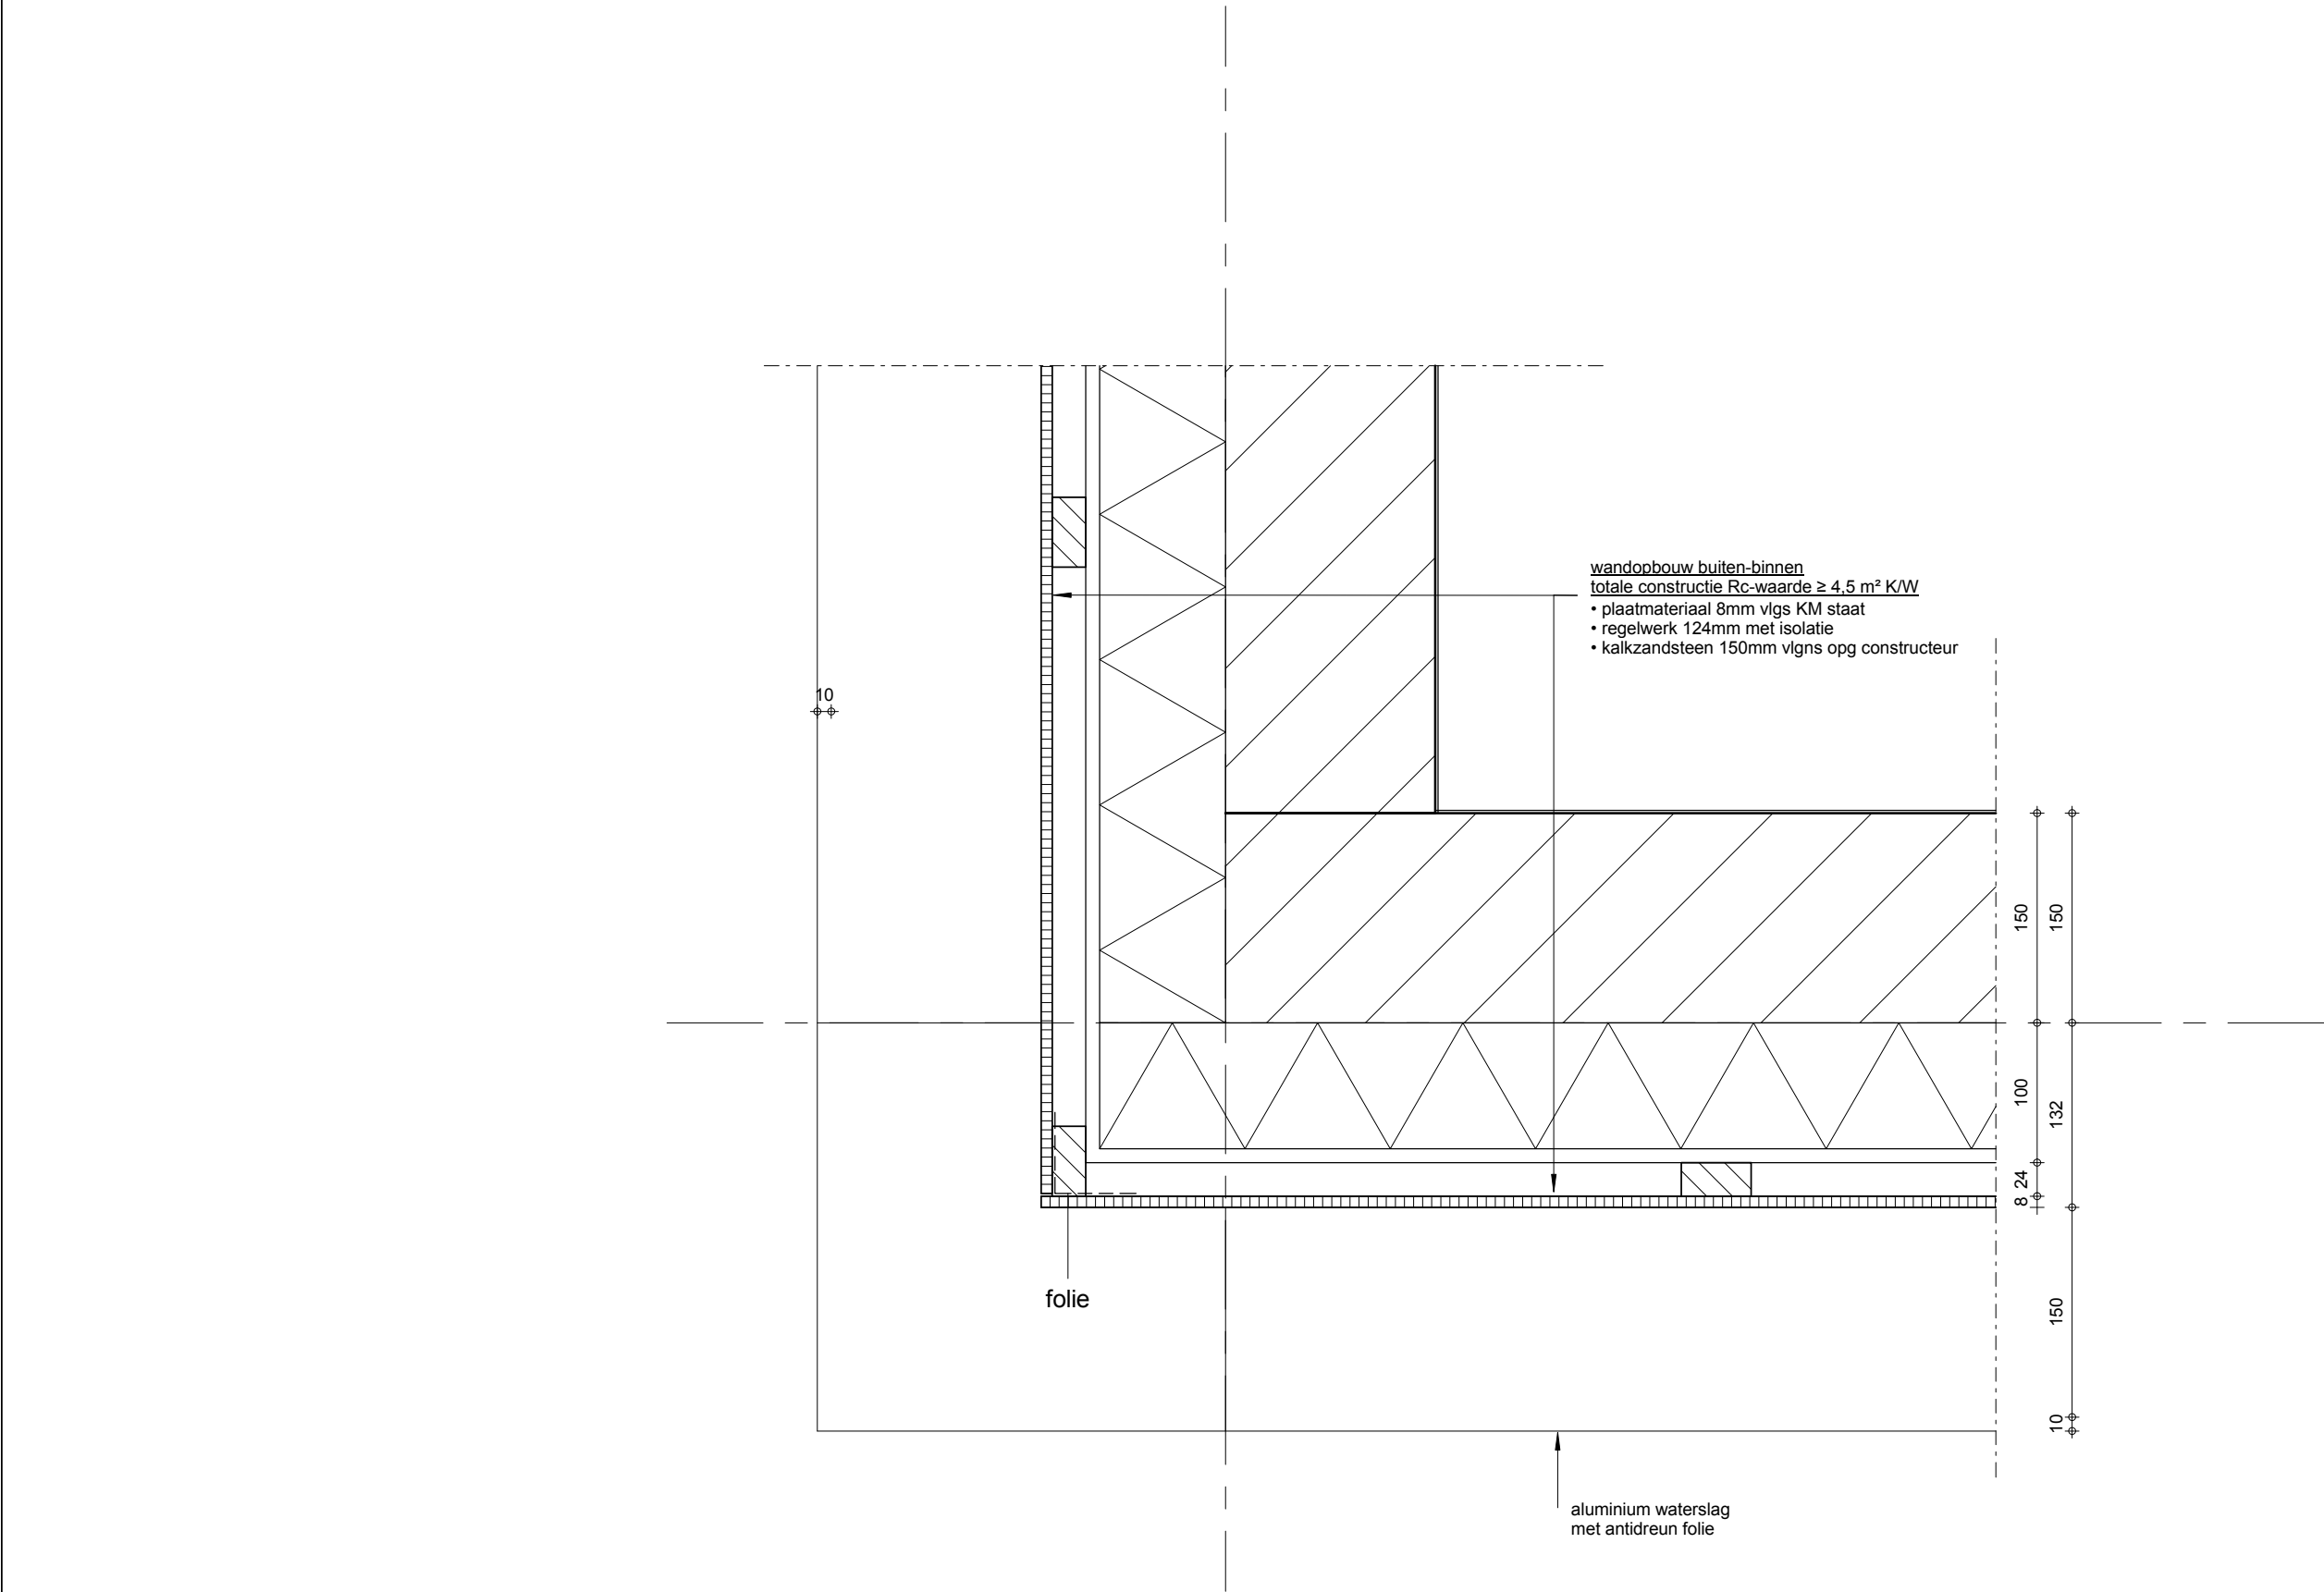 wandopbouw buiten-binnen
totale constructie Rc-waarde ≥ 4,5 m² K/W
• plaatmateriaal 8mm vlgs KM staat
• regelwerk 124mm met isolatie
• kalkzandsteen 150mm vlgns opg constructeur
10
150
150
100
132
24
8
folie
150
10
aluminium waterslag
met antidreun folie